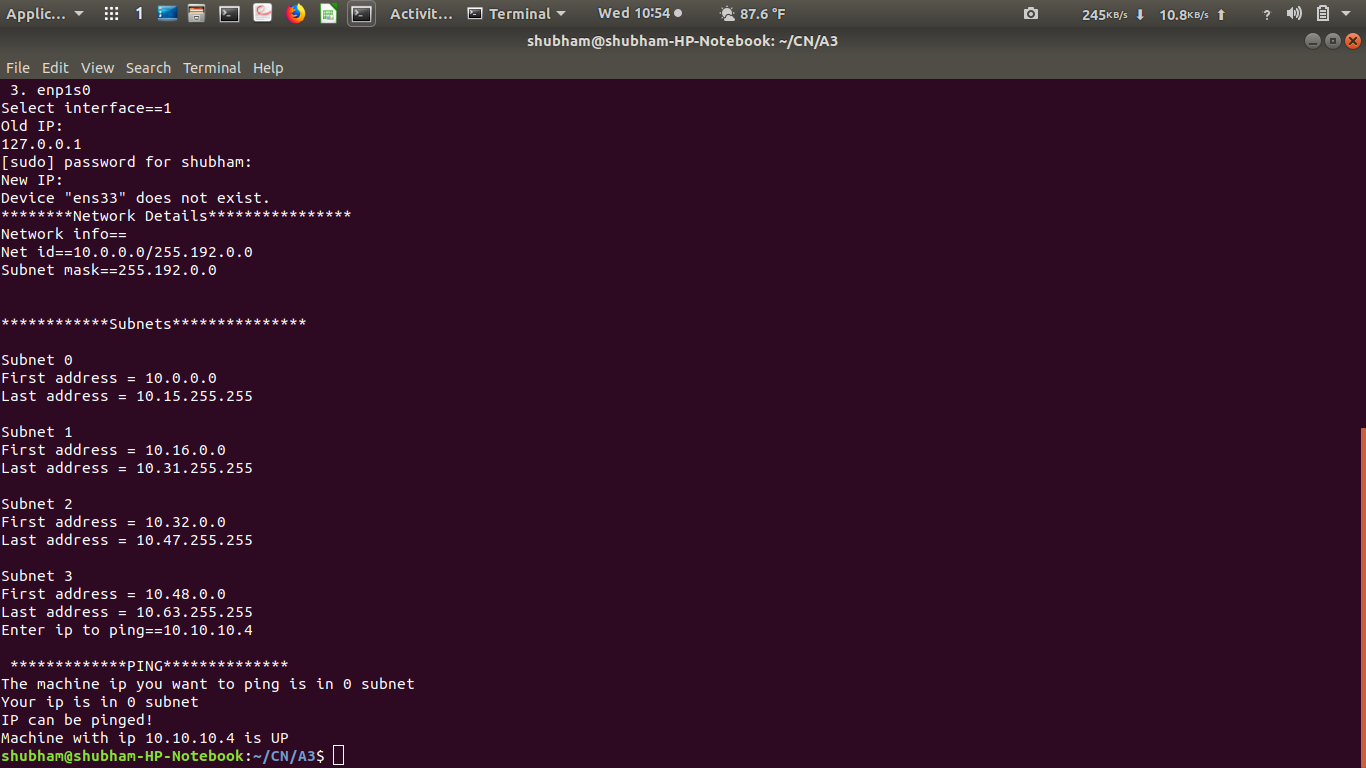 Applic... 1 Activit... Terminal Wed 10:54 87.6 °F 245KB/s 10.8KB/s ?
shubham@shubham-HP-Notebook: ~/CN/A3
File Edit View Search Terminal Help
3. enp1s0
Select interface==1
Old IP:
127.0.0.1
[sudo] password for shubham:
New IP:
Device "ens33" does not exist.
********Network Details****************
Network info==
Net id==10.0.0.0/255.192.0.0
Subnet mask==255.192.0.0
************Subnets***************
Subnet 0
First address = 10.0.0.0
Last address = 10.15.255.255
Subnet 1
First address = 10.16.0.0
Last address = 10.31.255.255
Subnet 2
First address = 10.32.0.0
Last address = 10.47.255.255
Subnet 3
First address = 10.48.0.0
Last address = 10.63.255.255
Enter ip to ping==10.10.10.4
*************PING**************
The machine ip you want to ping is in 0 subnet
Your ip is in 0 subnet
IP can be pinged!
Machine with ip 10.10.10.4 is UP
shubham@shubham-HP-Notebook:~/CN/A3$